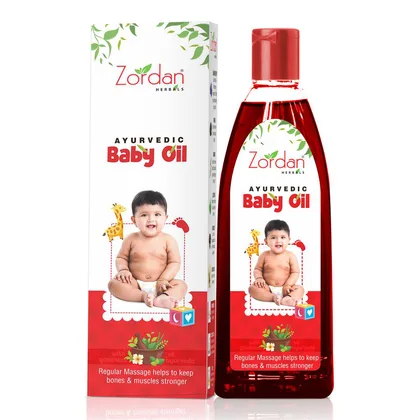 Zordan
HERBALS
AYURVEDIC
Baby Oil
Regular Massage helps to keep
bones & muscles stronger
Zordan
HERBALS
AYURVEDIC
Baby Oil
Regular Massage helps to keep
bones & muscles stronger